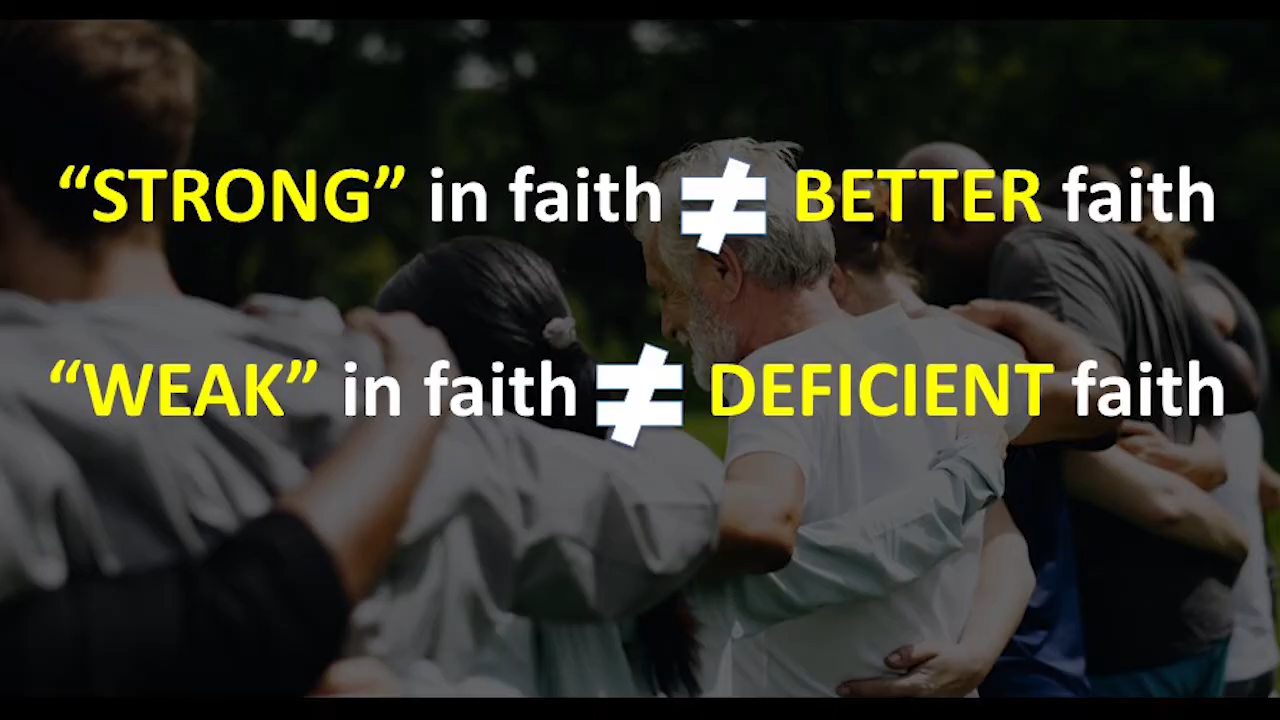 “STRONG” in faith ≠ BETTER faith
“WEAK” in faith ≠ DEFICIENT faith